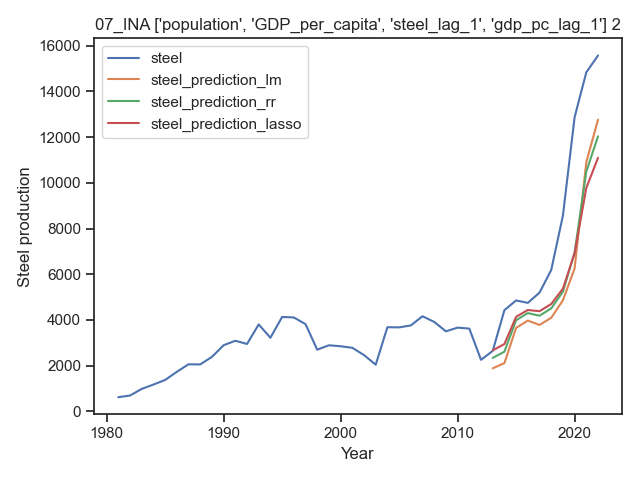 07_INA ['population', 'GDP_per_capita', 'steel_lag_1', 'gdp_pc_lag_1'] 2
16000
14000
12000
10000
8000
6000
4000
2000
0
Steel production
steel
steel_prediction_lm
steel_prediction_rr
steel_prediction_lasso
1980
1990
2000
2010
2020
Year